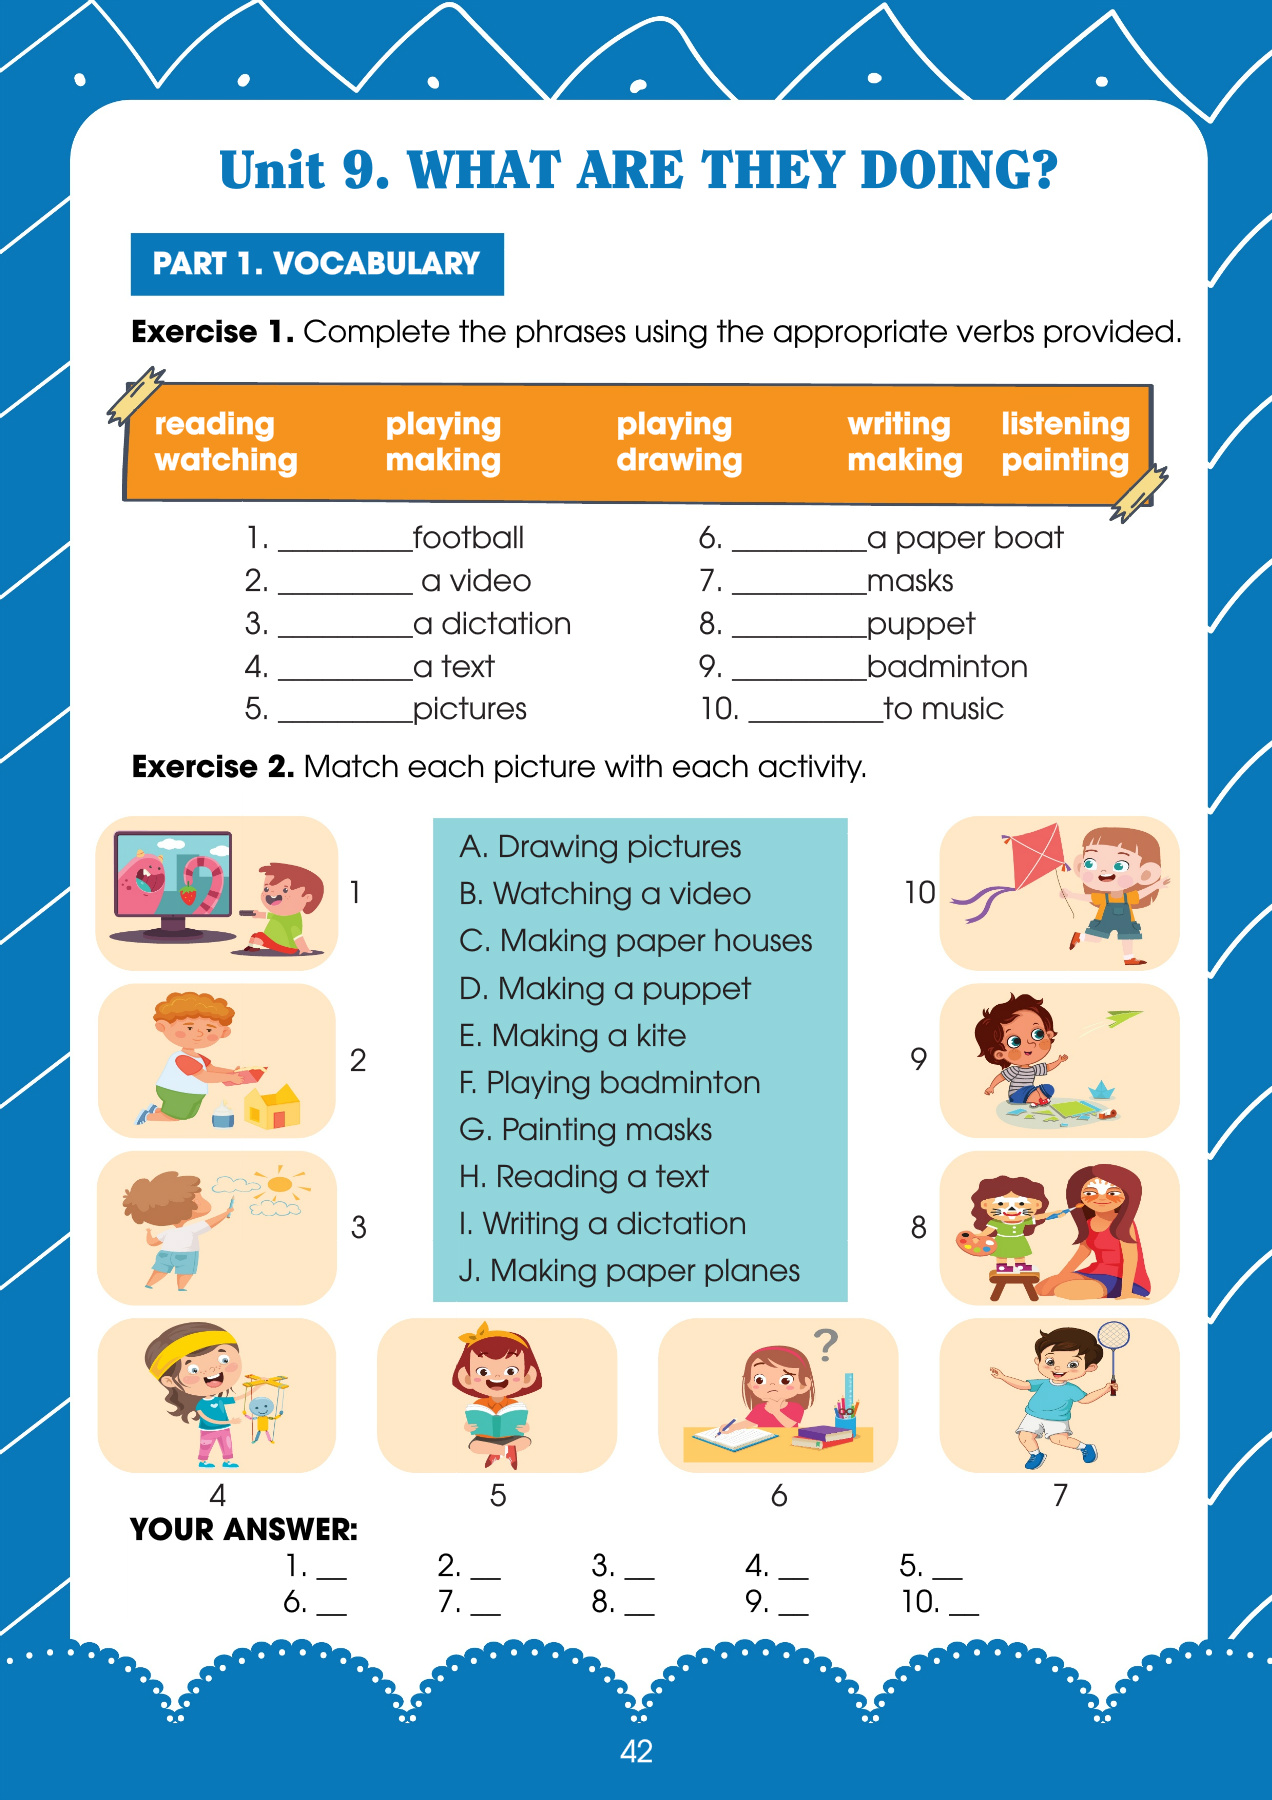 Unit 9. WHAT ARE THEY DOING?
PART 1. VOCABULARY
Exercise 1. Complete the phrases using the appropriate verbs provided.
reading playing playing writing listening
watching making drawing making painting
1. _________football
2. _________ a video
3. _________a dictation
4. _________a text
5. _________pictures
6. _________a paper boat
7. _________masks
8. _________puppet
9. _________badminton
10. _________to music
Exercise 2. Match each picture with each activity.
1
2
3
A. Drawing pictures
B. Watching a video
C. Making paper houses
D. Making a puppet
E. Making a kite
F. Playing badminton
G. Painting masks
H. Reading a text
I. Writing a dictation
J. Making paper planes
10
9
8
?
4 5 6 7
YOUR ANSWER:
1. __ 2. __ 3. __ 4. __ 5. __
6. __ 7. __ 8. __ 9. __ 10. __
42